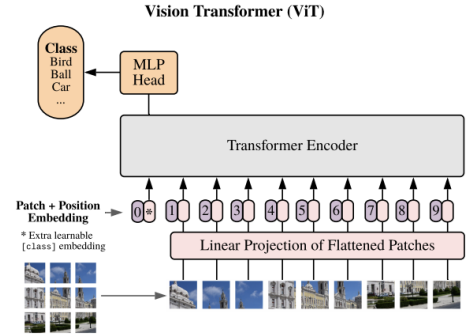 Vision Transformer (ViT)
Class
Bird
Ball
Car
...
MLP
Head
Transformer Encoder
Patch + Position
Embedding
* Extra learnable
[class] embedding
0 * 1 2 3 4 5 6 7 8 9
Linear Projection of Flattened Patches